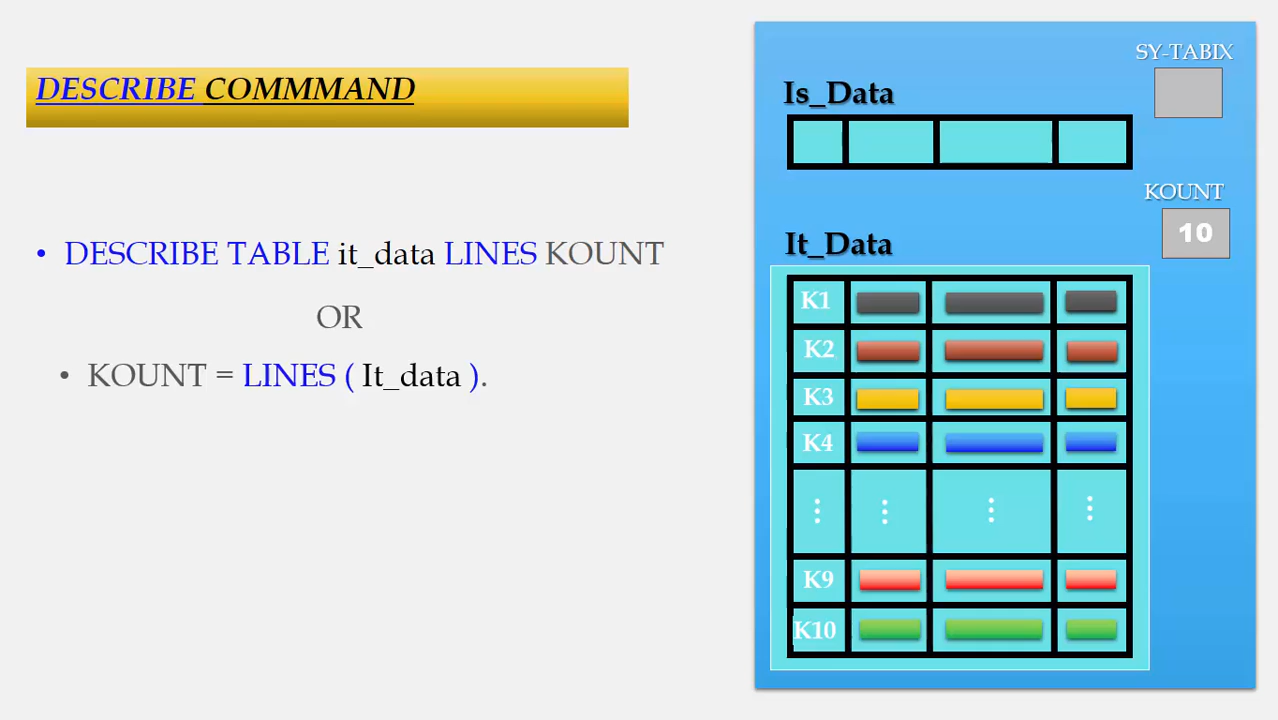 DESCRIBE COMMMAND
• DESCRIBE TABLE it_data LINES KOUNT
OR
• KOUNT = LINES ( It_data ).
SY-TABIX
Is_Data
KOUNT
10
It_Data
K1
K2
K3
K4
K9
K10